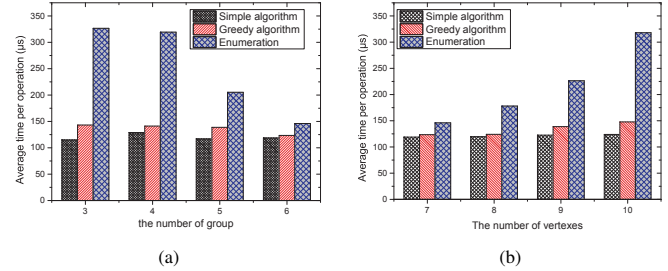 Simple algorithm
Greedy algorithm
Enumeration
Average time per operation (μs)
350
300
250
200
150
100
50
0
3 4 5 6
the number of group
(a)
Simple algorithm
Greedy algorithm
Enumeration
Average time per operation (μs)
350
300
250
200
150
100
50
0
7 8 9 10
The number of vertexes
(b)